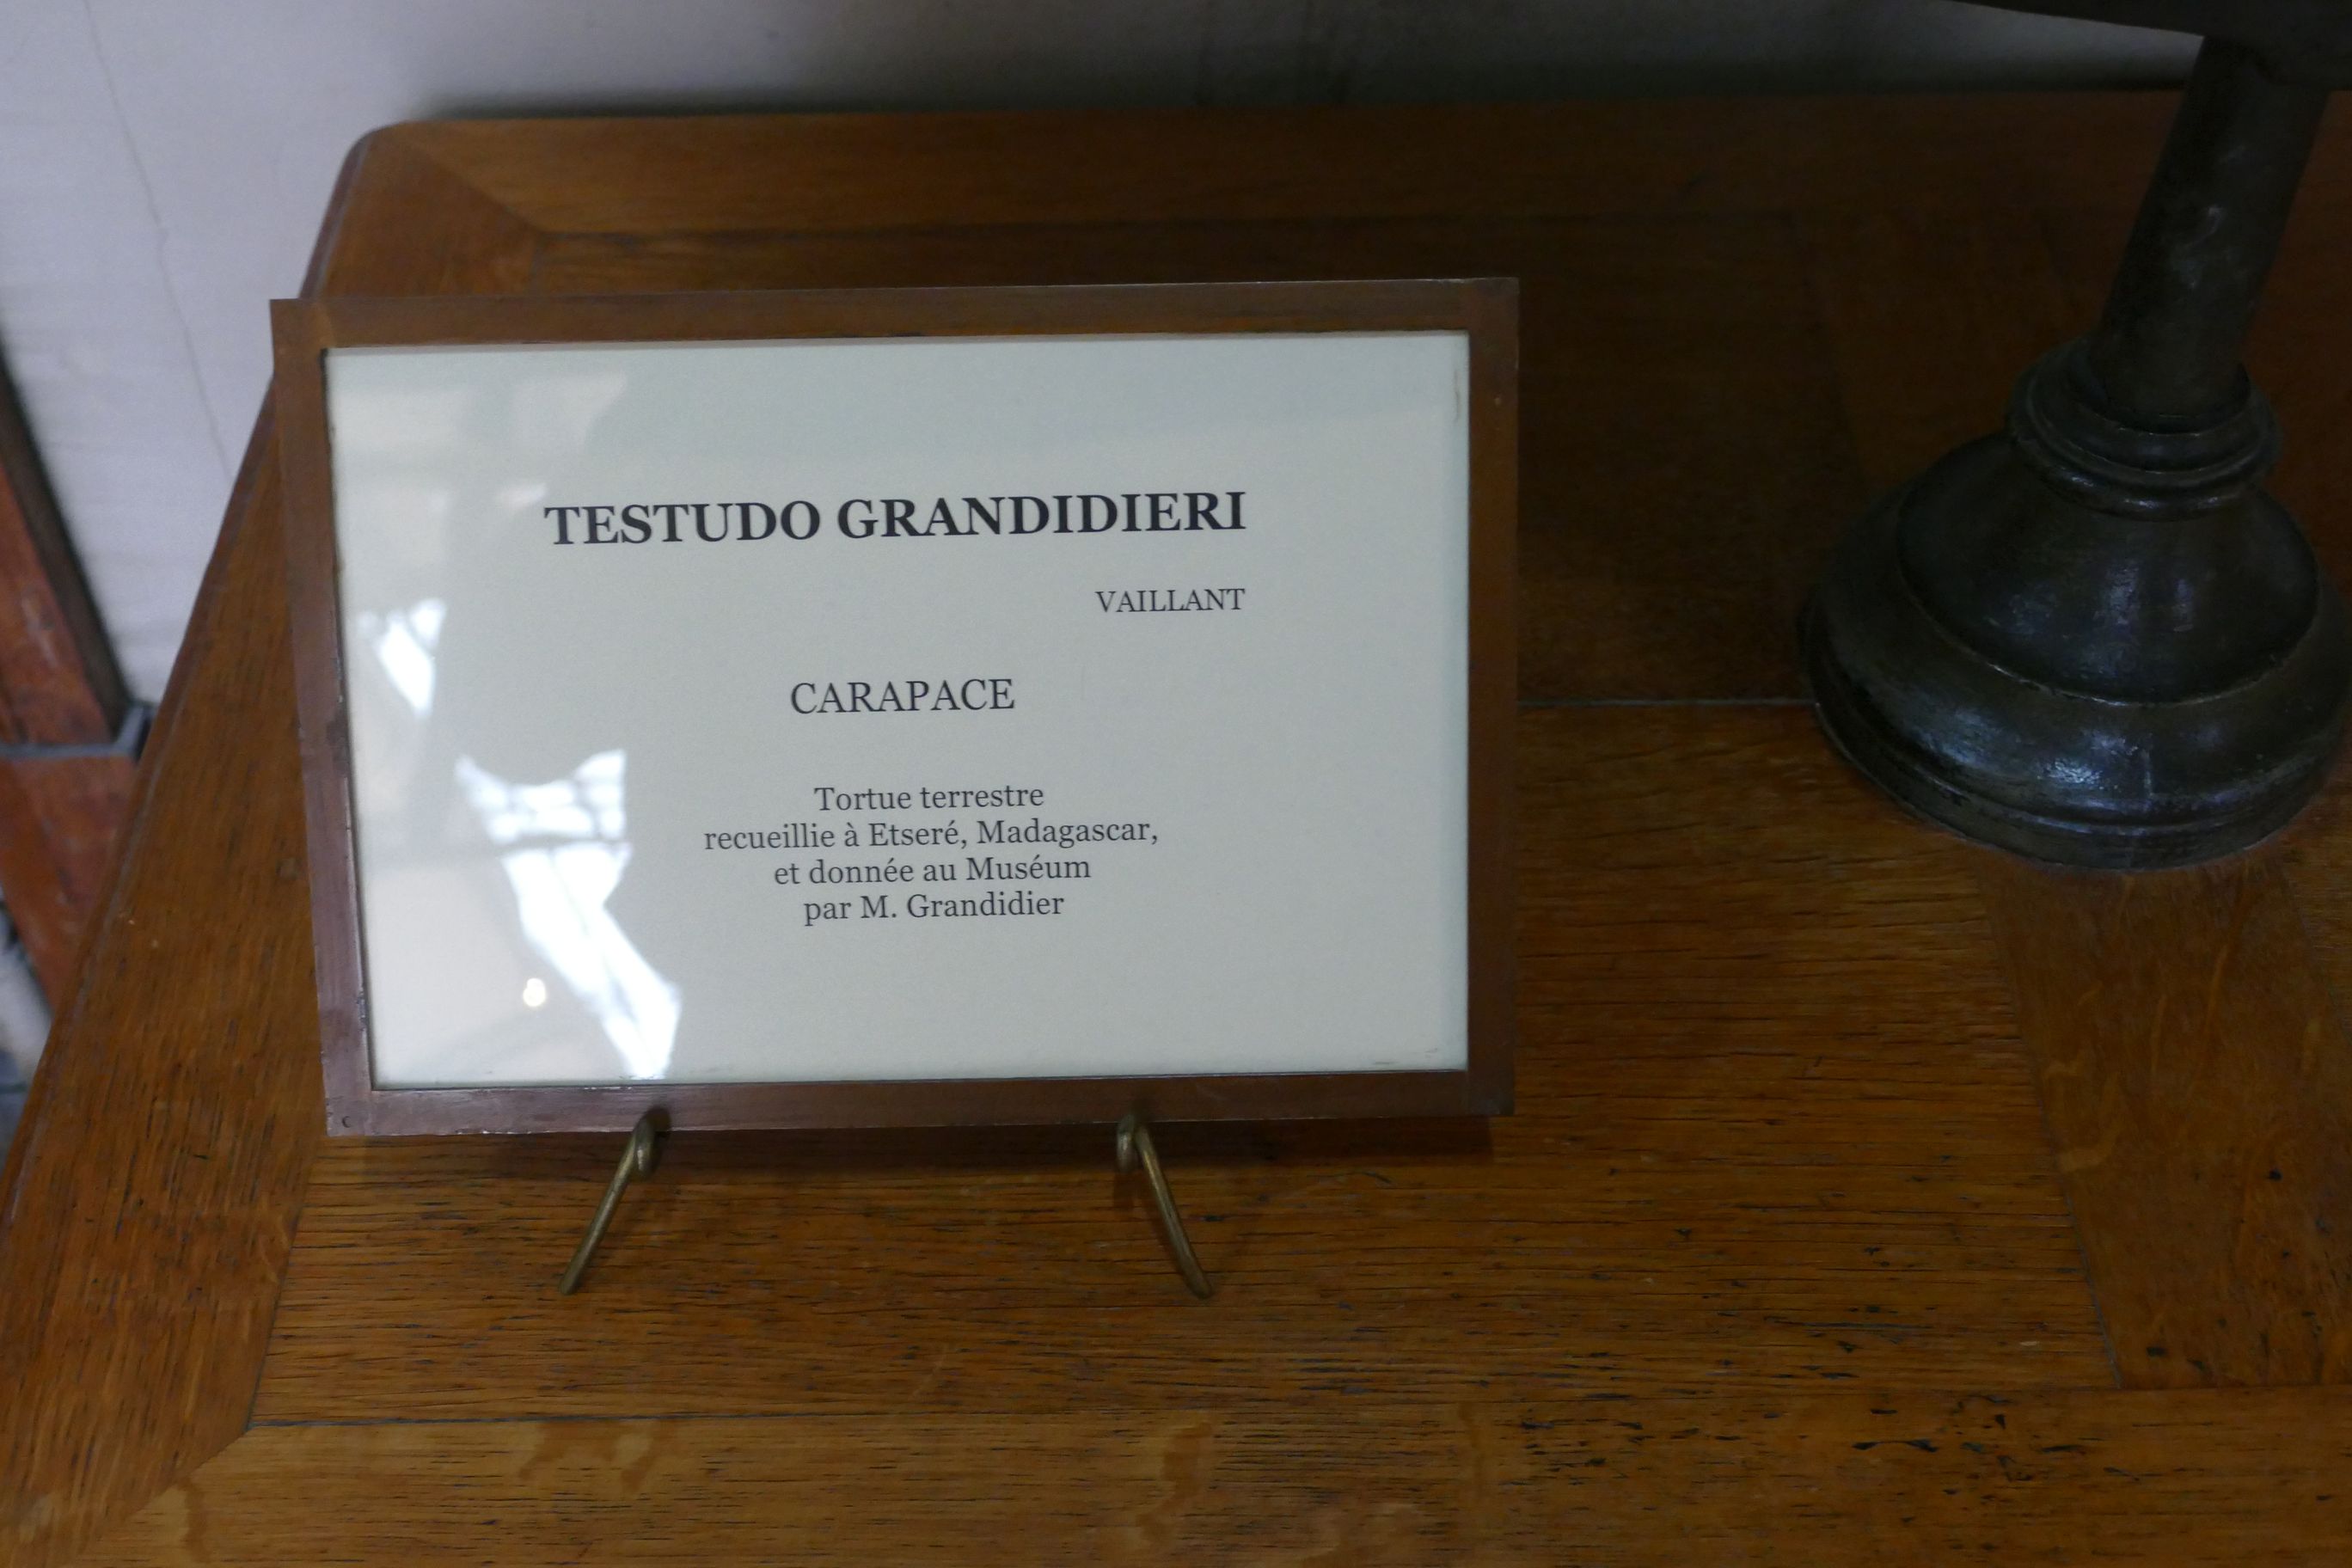 TESTUDO GRANDIDIERI
VAILLANT
CARAPACE
Tortue terrestre
recueillie à Etseré, Madagascar,
et donnée au Muséum
par M. Grandidier